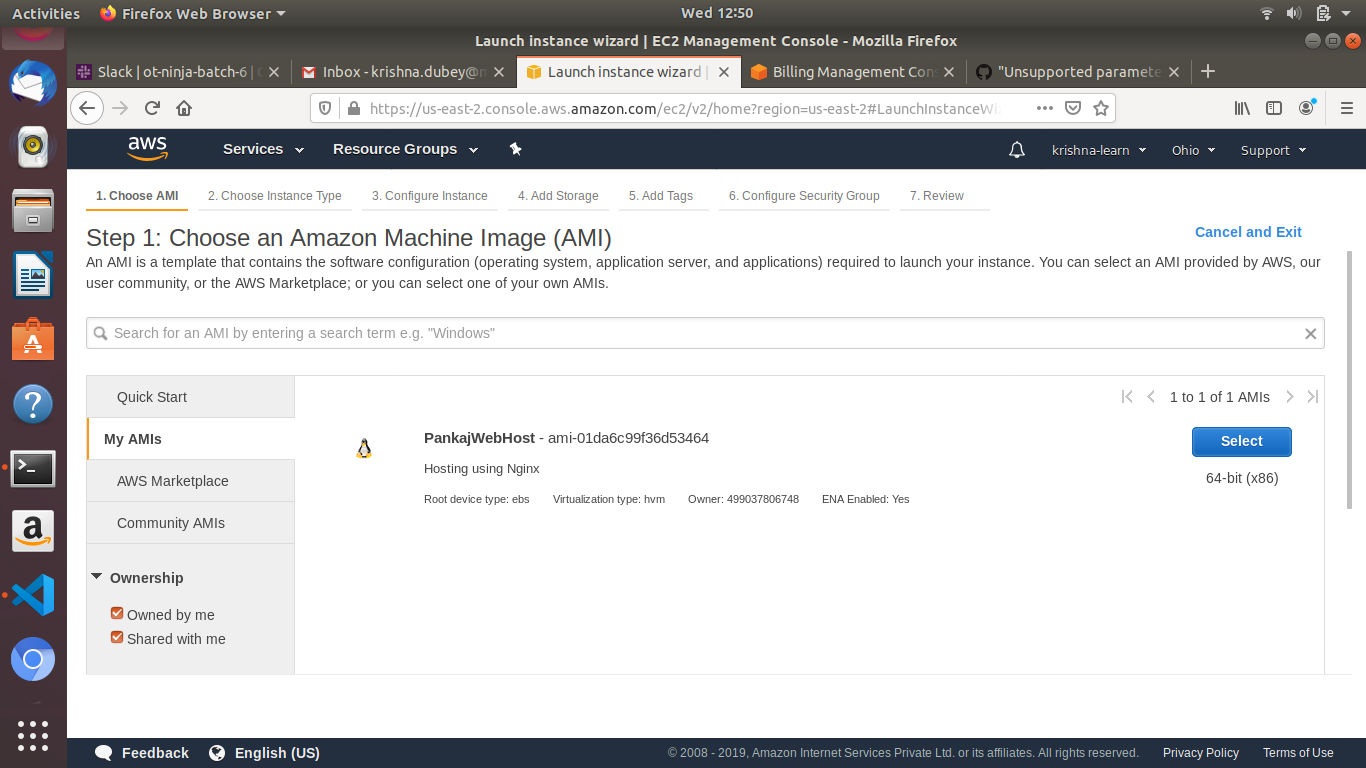 Activities Firefox Web Browser Wed 12:50
Launch instance wizard | EC2 Management Console - Mozilla Firefox
Slack | ot-ninja-batch-6 | Inbox - krishna.dubey@ Launch instance wizard | Billing Management Con "Unsupported paramete
https://us-east-2.console.aws.amazon.com/ec2/v2/home?region=us-east-2#LaunchInstanceWi
aws Services Resource Groups krishna-learn Ohio Support
1. Choose AMI 2. Choose Instance Type 3. Configure Instance 4. Add Storage 5. Add Tags 6. Configure Security Group 7. Review
Step 1: Choose an Amazon Machine Image (AMI) Cancel and Exit
An AMI is a template that contains the software configuration (operating system, application server, and applications) required to launch your instance. You can select an AMI provided by AWS, our
user community, or the AWS Marketplace; or you can select one of your own AMIs.
Search for an AMI by entering a search term e.g. "Windows"
Quick Start
My AMIs
AWS Marketplace
Community AMIs
Ownership
Owned by me
Shared with me
1 to 1 of 1 AMIs
PankajWebHost - ami-01da6c99f36d53464 Select
Hosting using Nginx
64-bit (x86)
Root device type: ebs Virtualization type: hvm Owner: 499037806748 ENA Enabled: Yes
Feedback English (US) © 2008 - 2019, Amazon Internet Services Private Ltd. or its affiliates. All rights reserved. Privacy Policy Terms of Use